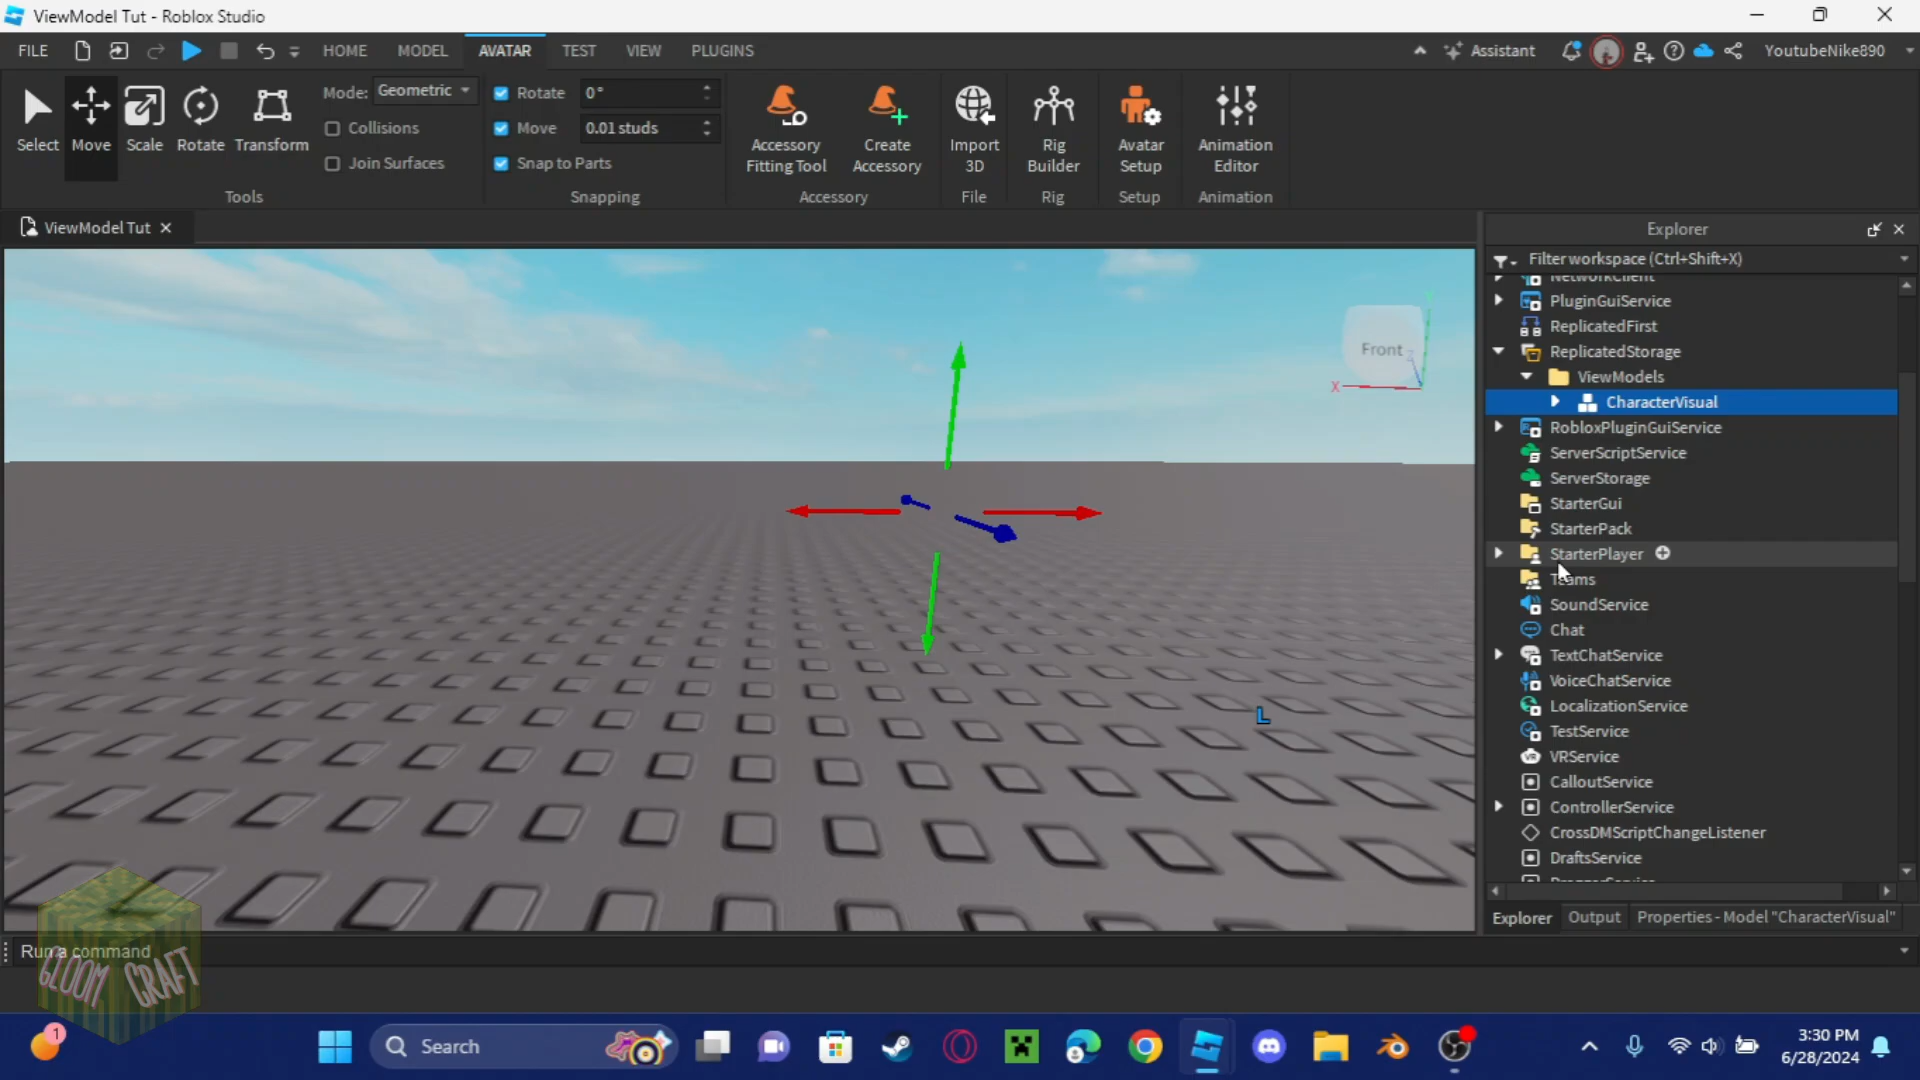 ViewModel Tut - Roblox Studio
FILE
HOME
MODEL
AVATAR
TEST
VIEW
PLUGINS
Assistant
YoutubeNike890
Select
Move
Scale
Rotate
Transform
Mode: Geometric
Collisions
Join Surfaces
Tools
Rotate 0°
Move 0.01 studs
Snap to Parts
Snapping
Accessory
Fitting Tool
Create
Accessory
Accessory
Import
3D
File
Rig
Builder
Rig
Avatar
Setup
Setup
Animation
Editor
Animation
ViewModel Tut
Front
X
Z
L
Explorer
Filter workspace (Ctrl+Shift+X)
NetworkClient
PluginGuiService
ReplicatedFirst
ReplicatedStorage
ViewModels
CharacterVisual
RobloxPluginGuiService
ServerScriptService
ServerStorage
StarterGui
StarterPack
StarterPlayer
Teams
SoundService
Chat
TextChatService
VoiceChatService
LocalizationService
TestService
VRService
CalloutService
ControllerService
CrossDMScriptChangeListener
DraftsService
Explorer
Output
Properties - Model "CharacterVisual"
Run a command
GLOOM CRAFT
1
Search
3:30 PM
6/28/2024